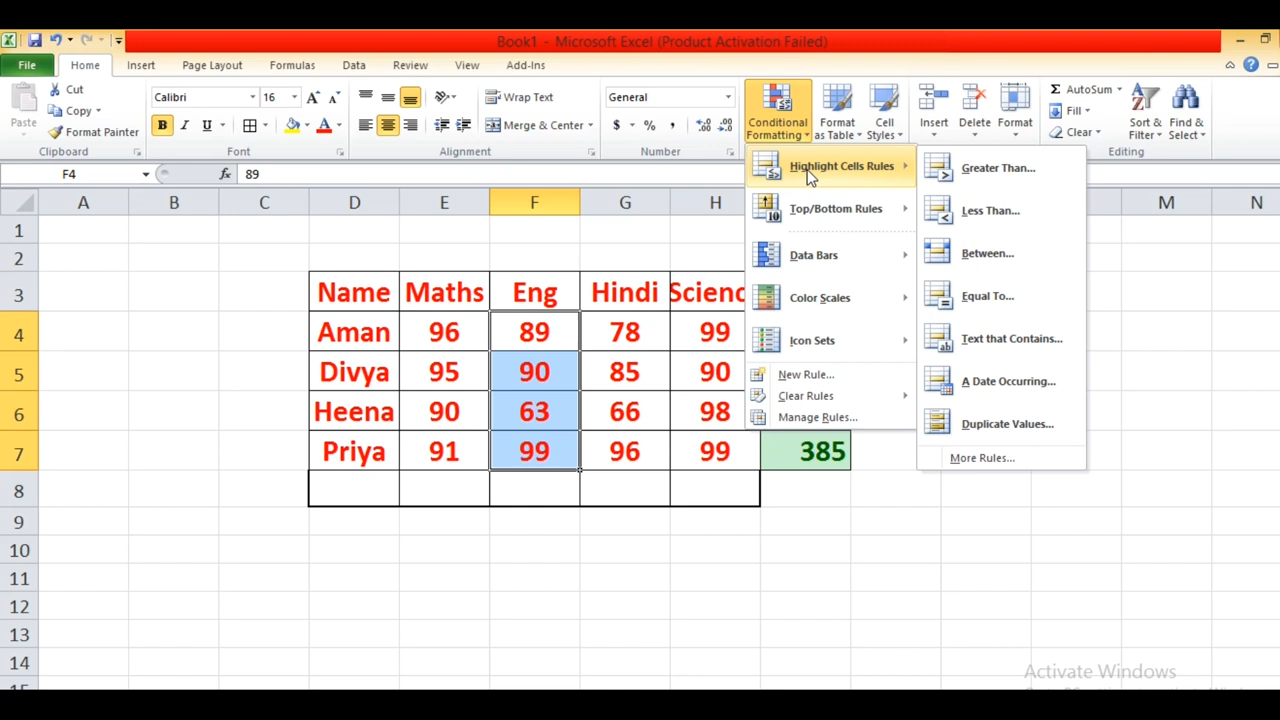 Book1 - Microsoft Excel (Product Activation Failed)
File Home Insert Page Layout Formulas Data Review View Add-Ins
Paste
Cut
Copy
Format Painter
Clipboard
Calibri 16
B I U
Font
Wrap Text
Merge & Center
Alignment
General
$ % ,
Number
Conditional Formatting
Format as Table
Cell Styles
Insert Delete Format
Σ AutoSum
Fill
Clear
Sort & Filter
Find & Select
Editing
F4 fx 89
Highlight Cells Rules
Top/Bottom Rules
Data Bars
Color Scales
Icon Sets
New Rule...
Clear Rules
Manage Rules...
Greater Than...
Less Than...
Between...
Equal To...
Text that Contains...
A Date Occurring...
Duplicate Values...
More Rules...
A B C D E F G H M N
1
2
3 Name Maths Eng Hindi Scienc
4 Aman 96 89 78 99
5 Divya 95 90 85 90
6 Heena 90 63 66 98
7 Priya 91 99 96 99 385
8
9
10
11
12
13
14
Activate Windows